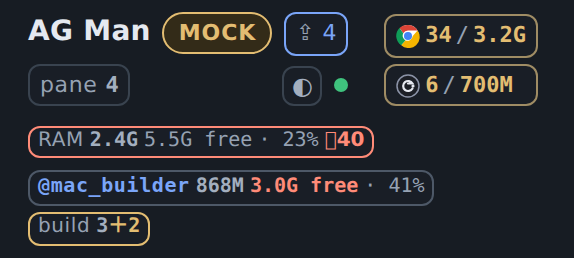 AG Man MOCK ⇪ 4 34/3.2G
pane 4 ◐ 6/700M
RAM 2.4G 5.5G free · 23% 40
@mac_builder 868M 3.0G free · 41%
build 3+2